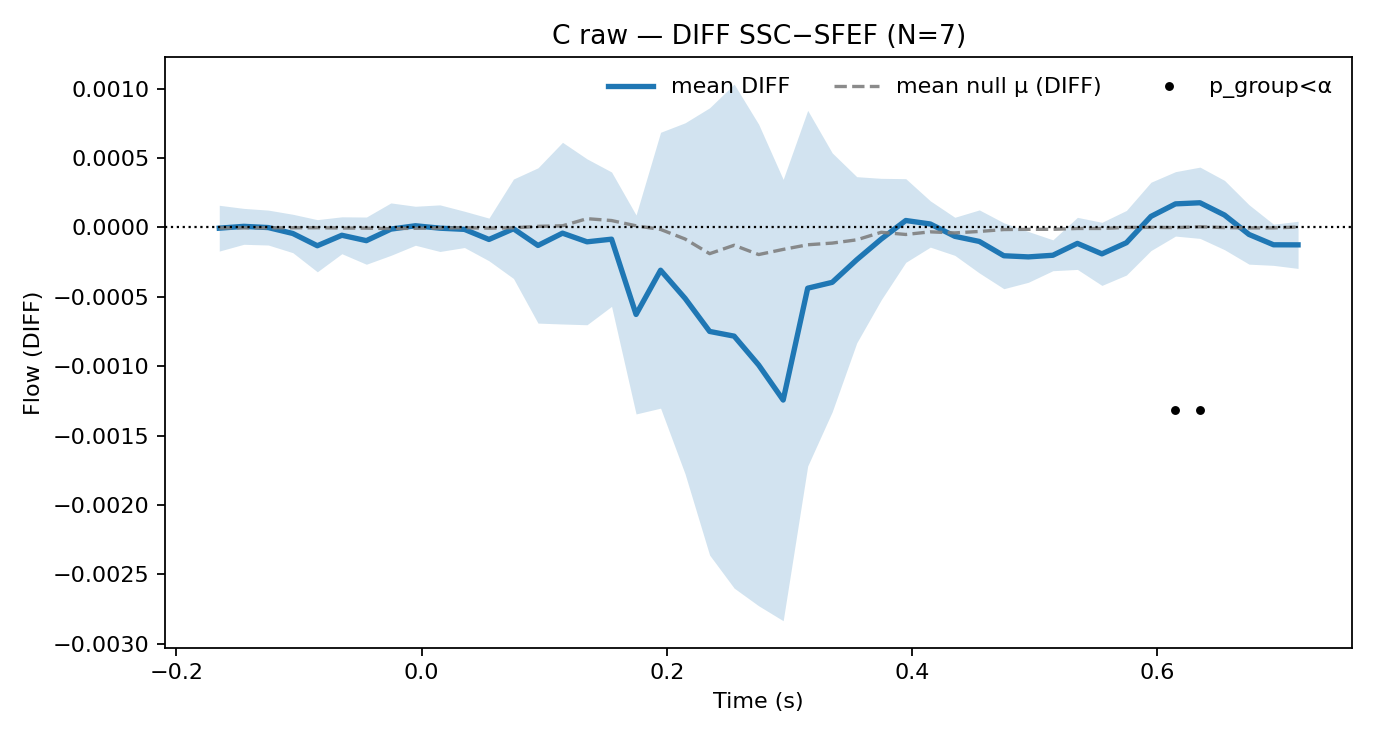 C raw — DIFF SSC−SFEF (N=7)
mean DIFF
mean null μ (DIFF)
p_group<α
0.0010
0.0005
0.0000
−0.0005
−0.0010
−0.0015
−0.0020
−0.0025
−0.0030
Flow (DIFF)
−0.2
0.0
0.2
0.4
0.6
Time (s)